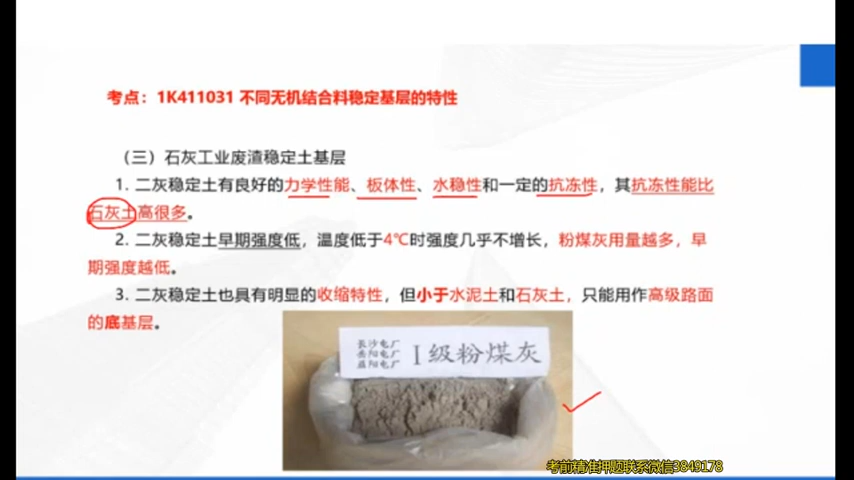 考点：1K411031 不同无机结合料稳定基层的特性
（三）石灰工业废渣稳定土基层
1. 二灰稳定土有良好的力学性能、板体性、水稳性和一定的抗冻性，其抗冻性能比
石灰土高很多。
2. 二灰稳定土早期强度低，温度低于4℃时强度几乎不增长，粉煤灰用量越多，早
期强度越低。
3. 二灰稳定土也具有明显的收缩特性，但小于水泥土和石灰土，只能用作高级路面
的底基层。
长沙电厂
岳阳电厂
益阳电厂
I级粉煤灰
考前精准押题联系微信3849178